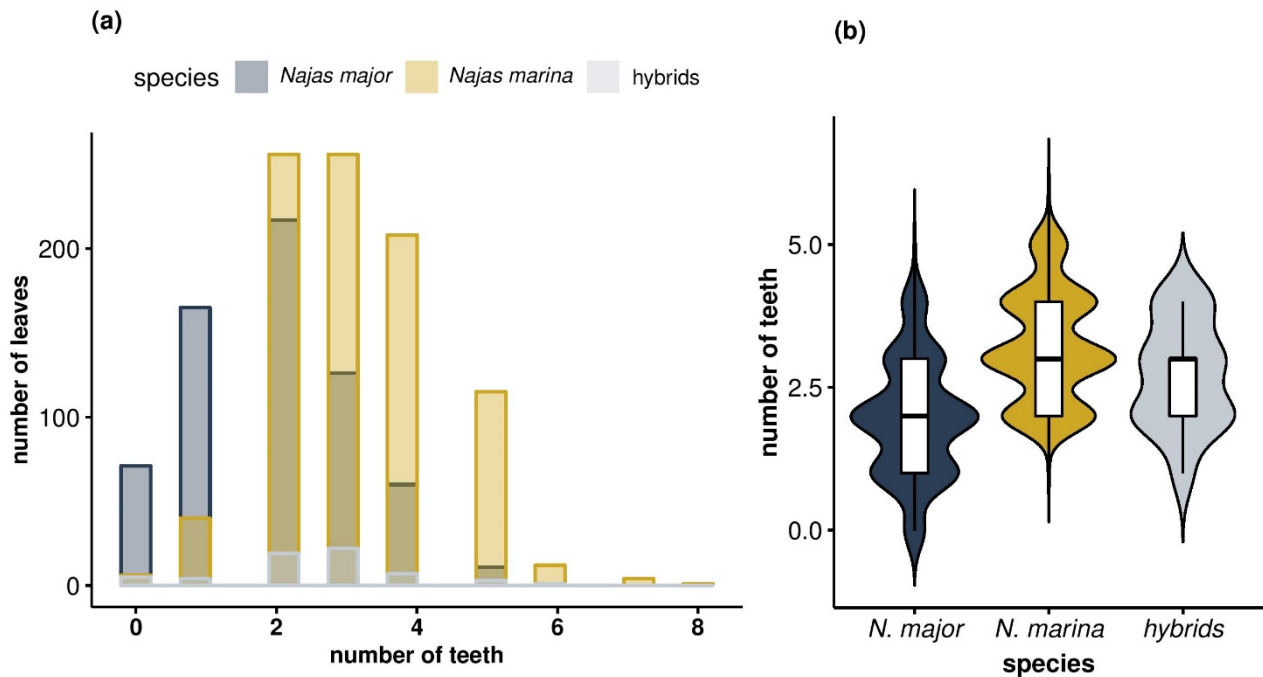 (a)
species Najas major Najas marina hybrids
number of leaves
200
100
0
0 2 4 6 8
number of teeth
(b)
number of teeth
5.0
2.5
0.0
N. major N. marina hybrids
species